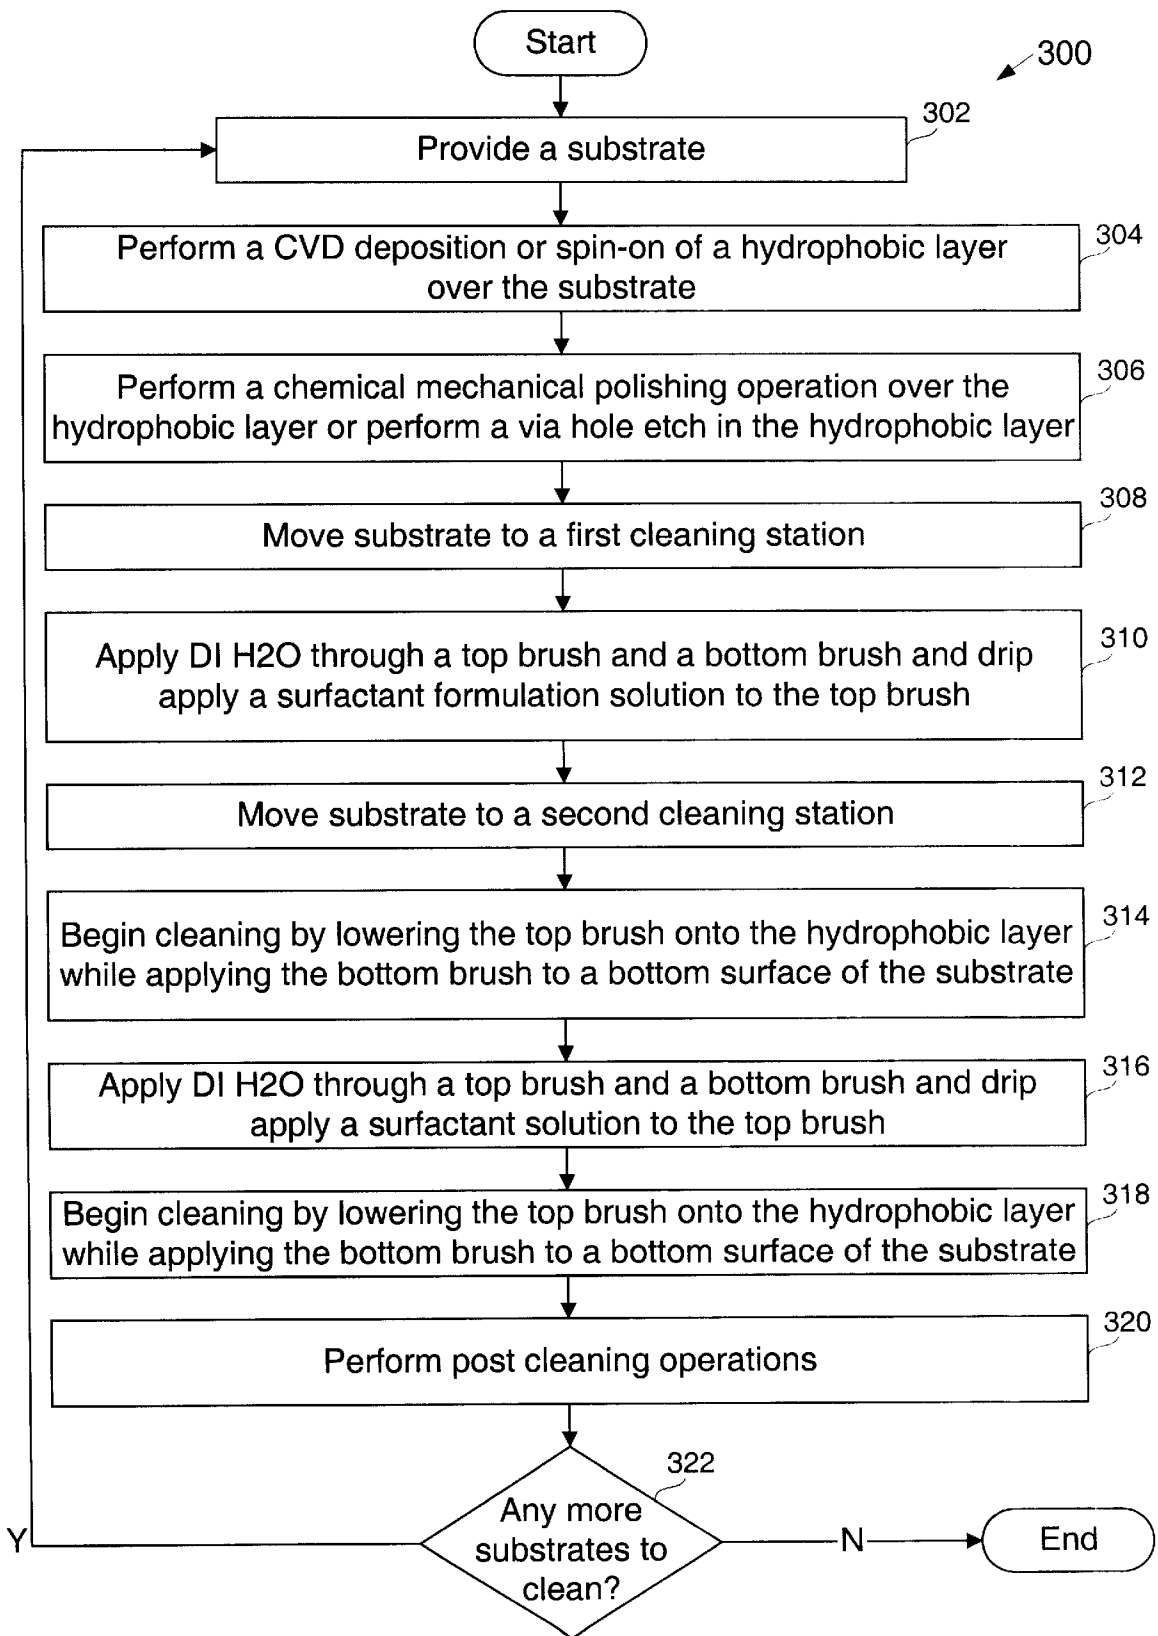 Start
300
302
Provide a substrate
304
Perform a CVD deposition or spin-on of a hydrophobic layer
over the substrate
306
Perform a chemical mechanical polishing operation over the
hydrophobic layer or perform a via hole etch in the hydrophobic layer
308
Move substrate to a first cleaning station
310
Apply DI H2O through a top brush and a bottom brush and drip
apply a surfactant formulation solution to the top brush
312
Move substrate to a second cleaning station
314
Begin cleaning by lowering the top brush onto the hydrophobic layer
while applying the bottom brush to a bottom surface of the substrate
316
Apply DI H2O through a top brush and a bottom brush and drip
apply a surfactant solution to the top brush
318
Begin cleaning by lowering the top brush onto the hydrophobic layer
while applying the bottom brush to a bottom surface of the substrate
320
Perform post cleaning operations
322
Any more
substrates to
clean?
Y
N
End